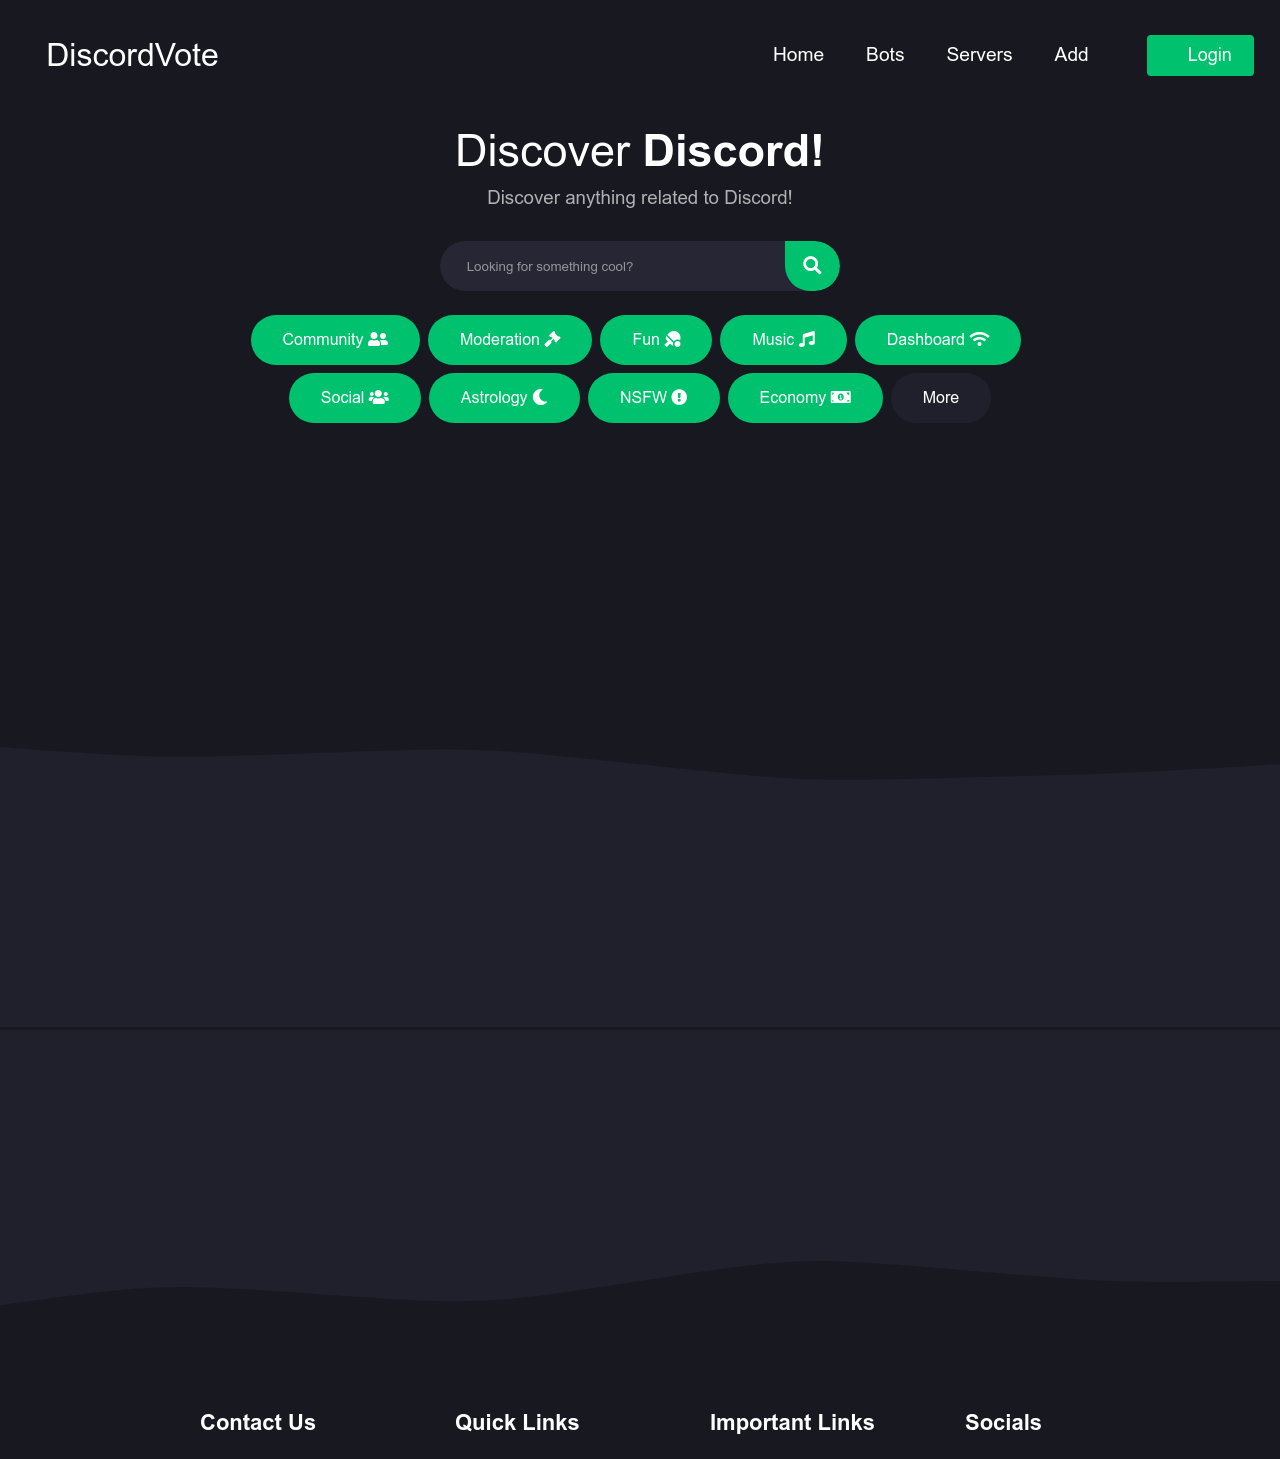 DiscordVote Home Bots Servers Add Login
Discover Discord!
Discover anything related to Discord!
Looking for something cool?
Community Moderation Fun Music Dashboard
Social Astrology NSFW Economy More
Contact Us Quick Links Important Links Socials